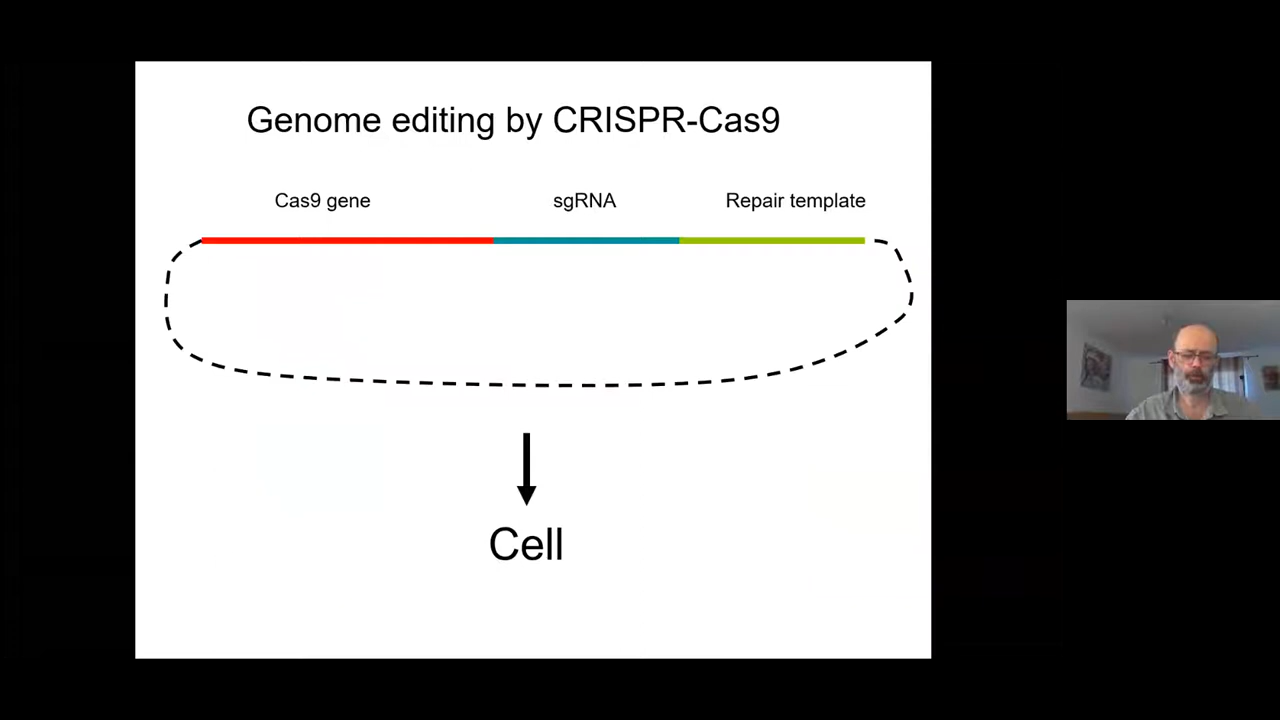 Genome editing by CRISPR-Cas9
Cas9 gene sgRNA Repair template
Cell